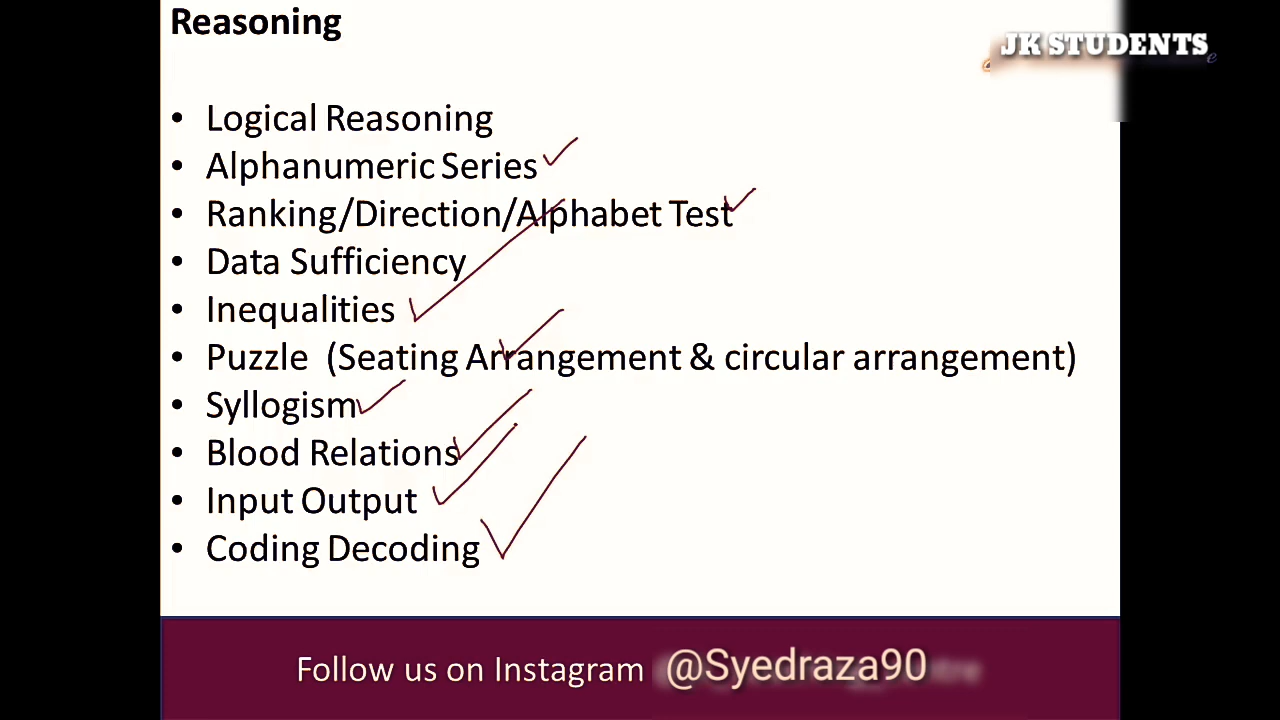 Reasoning
JK STUDENTS
• Logical Reasoning
• Alphanumeric Series
• Ranking/Direction/Alphabet Test
• Data Sufficiency
• Inequalities
• Puzzle (Seating Arrangement & circular arrangement)
• Syllogism
• Blood Relations
• Input Output
• Coding Decoding
Follow us on Instagram @Syedraza90